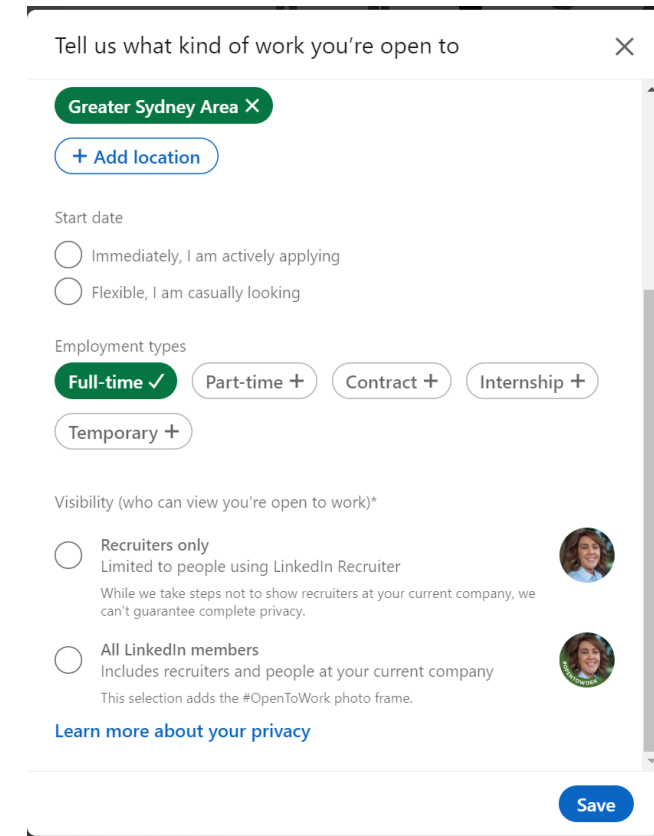 Tell us what kind of work you're open to
Greater Sydney Area
Add location
Start date
Immediately, I am actively applying
Flexible, I am casually looking
Employment types
Full-time
Part-time
Contract
Internship
Temporary
Visibility (who can view you're open to work)*
Recruiters only
Limited to people using LinkedIn Recruiter
While we take steps not to show recruiters at your current company, we
can't guarantee complete privacy.
All LinkedIn members
Includes recruiters and people at your current company
#OPENTOWORK
This selection adds the #OpenToWork photo frame.
Learn more about your privacy
Save